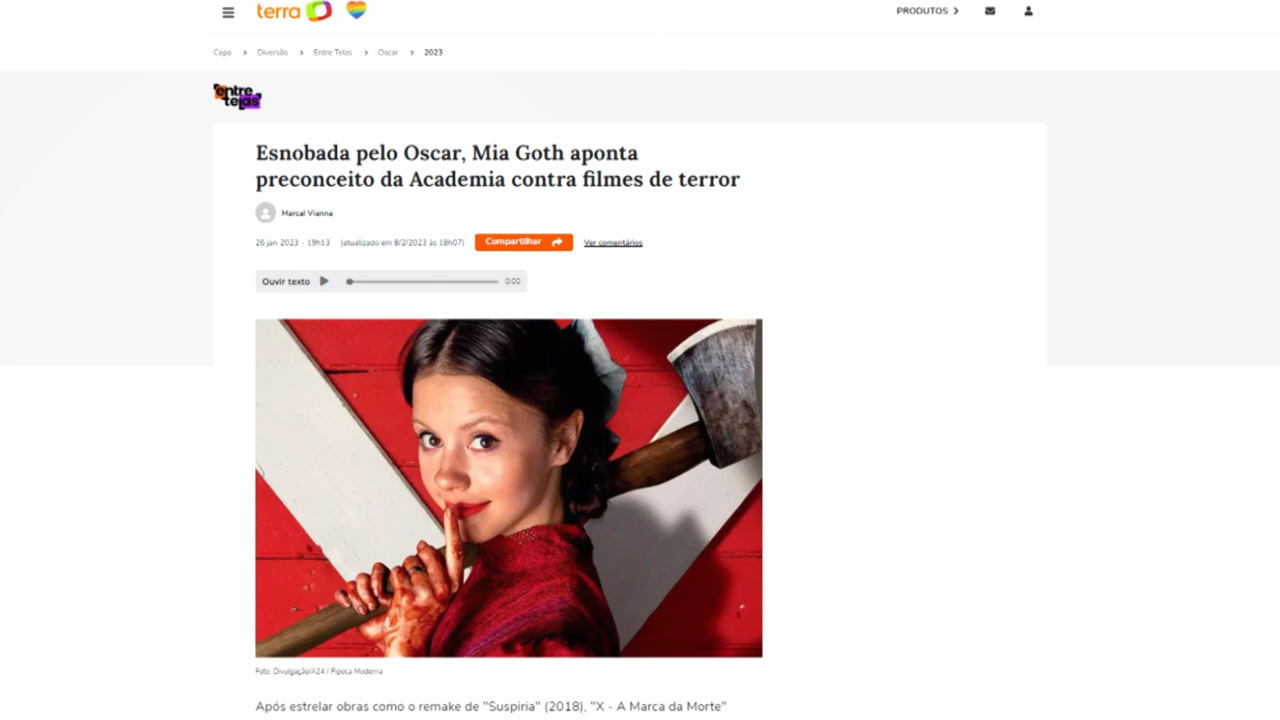 terra
PRODUTOS
Capa > Diversão > Entre Telas > Oscar > 2023
entre
telas
Esnobada pelo Oscar, Mia Goth aponta
preconceito da Academia contra filmes de terror
Marcal Vianna
26 jan 2023 - 19h13 (atualizado em 8/2/2023 às 18h07) Compartilhar Ver comentários
Ouvir texto 0:00
Foto: Divulgação/A24 / Pipoca Moderna
Após estrelar obras como o remake de "Suspiria" (2018), "X - A Marca da Morte"